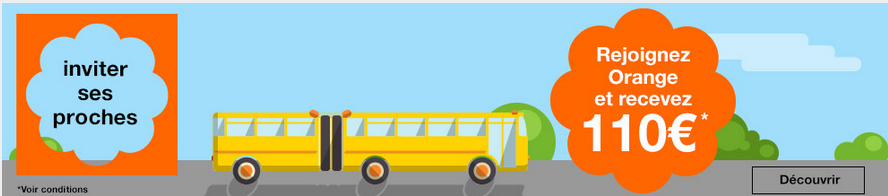 inviter
ses
proches
*Voir conditions
Rejoignez
Orange
et recevez
110€*
Découvrir